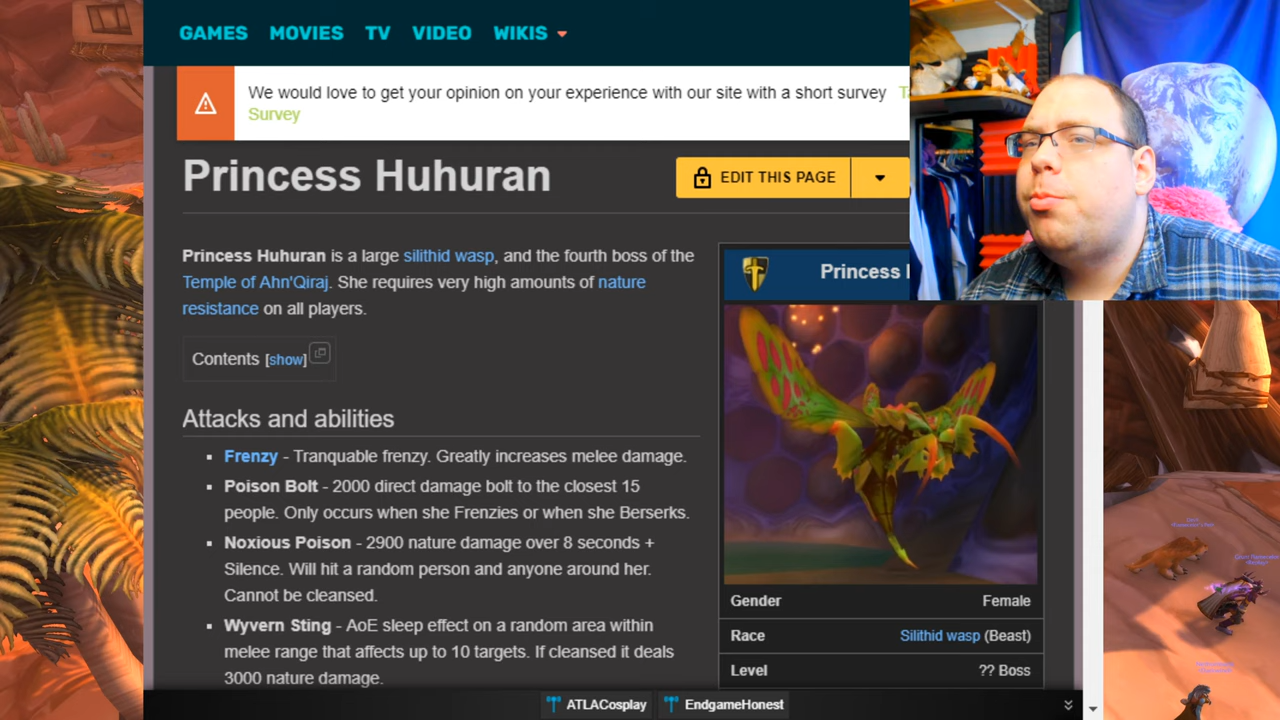 GAMES MOVIES TV VIDEO WIKIS
We would love to get your opinion on your experience with our site with a short survey
Survey
Princess Huhuran
EDIT THIS PAGE
Princess Huhuran is a large silithid wasp, and the fourth boss of the
Temple of Ahn'Qiraj. She requires very high amounts of nature
resistance on all players.
Contents [show]
Attacks and abilities
Frenzy - Tranquable frenzy. Greatly increases melee damage.
Poison Bolt - 2000 direct damage bolt to the closest 15
people. Only occurs when she Frenzies or when she Berserks.
Noxious Poison - 2900 nature damage over 8 seconds +
Silence. Will hit a random person and anyone around her.
Cannot be cleansed.
Wyvern Sting - AoE sleep effect on a random area within
melee range that affects up to 10 targets. If cleansed it deals
3000 nature damage.
Princess
Gender Female
Race Silithid wasp (Beast)
Level ?? Boss
ATLACosplay EndgameHonest